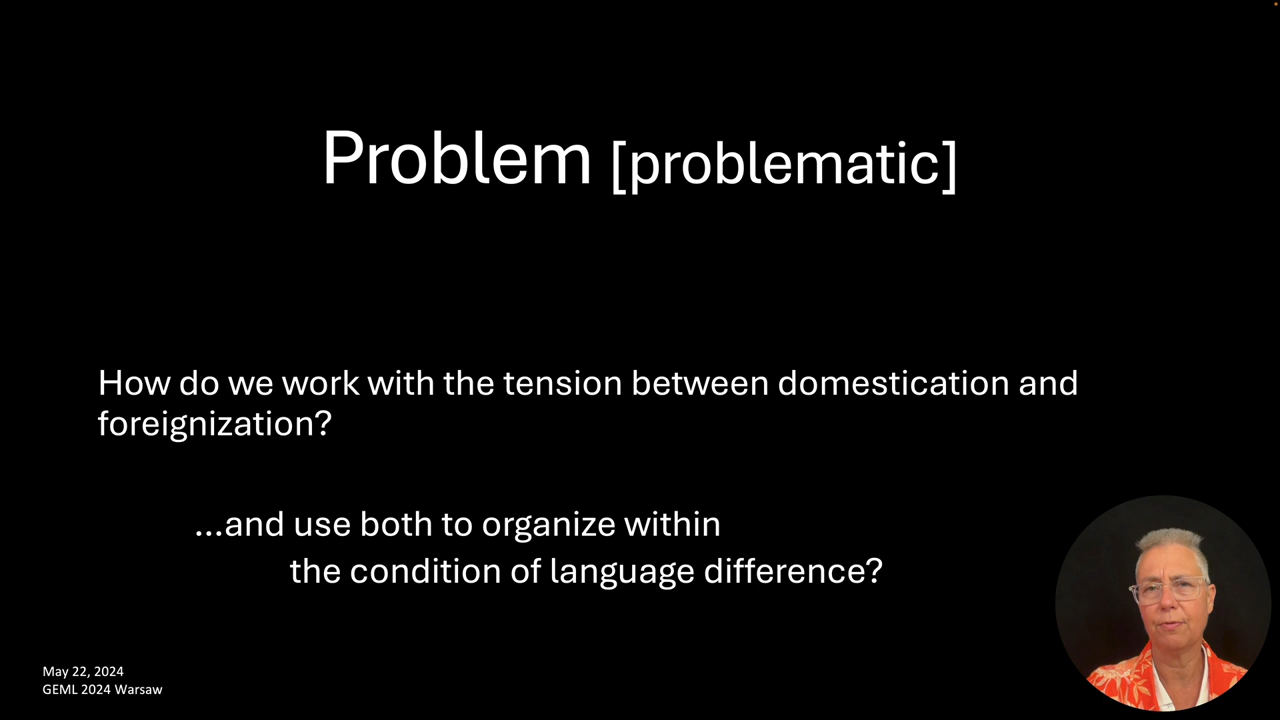 Problem [problematic]
How do we work with the tension between domestication and
foreignization?
...and use both to organize within
the condition of language difference?
May 22, 2024
GEML 2024 Warsaw